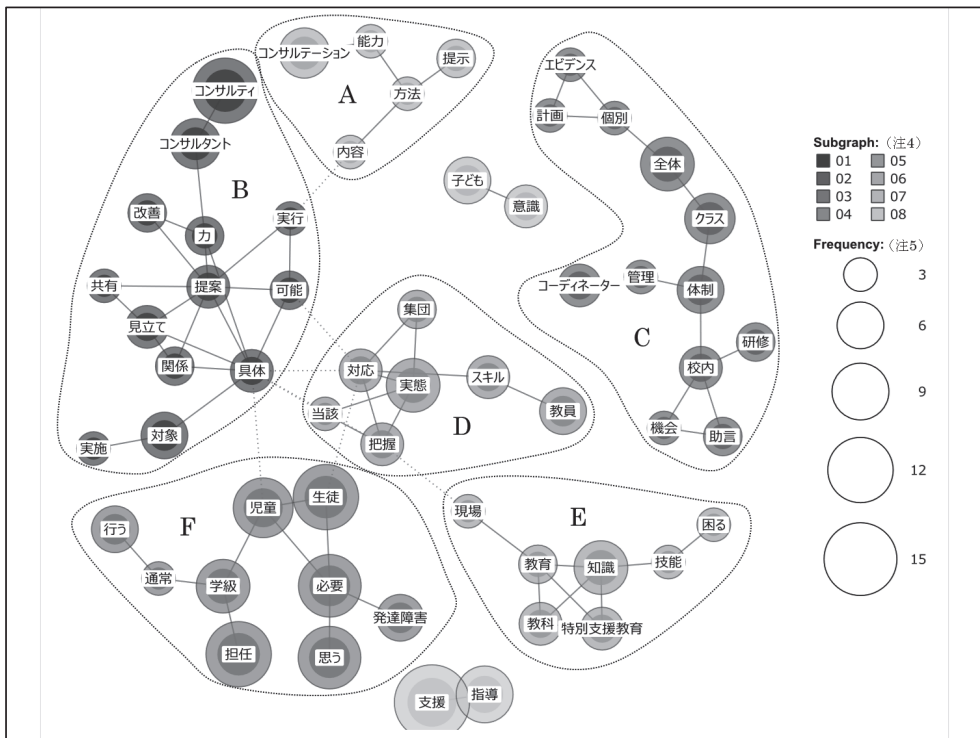 コンサルテーション
能力
提示
方法
内容
A
コンサルティ
コンサルタント
B
改善
力
実行
共有
提案
可能
見立て
関係
具体
対象
実施
子ども
意識
エビデンス
計画
個別
全体
クラス
コーディネーター
管理
体制
C
研修
校内
機会
助言
集団
対応
実態
スキル
当該
教員
把握
D
児童
生徒
行う
F
通常
学級
必要
発達障害
担任
思う
現場
E
困る
教育
知識
技能
教科
特別支援教育
支援
指導
Subgraph:（注4）
01 05
02 06
03 07
04 08
Frequency:（注5）
3
6
9
12
15